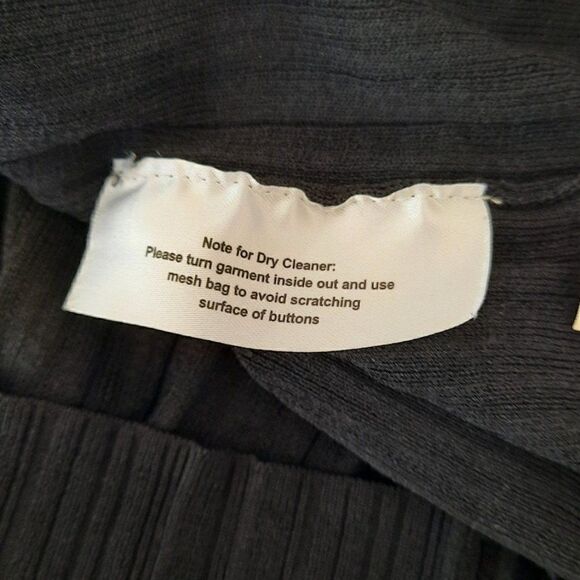 Note for Dry Cleaner:
Please turn garment inside out and use
mesh bag to avoid scratching
surface of buttons